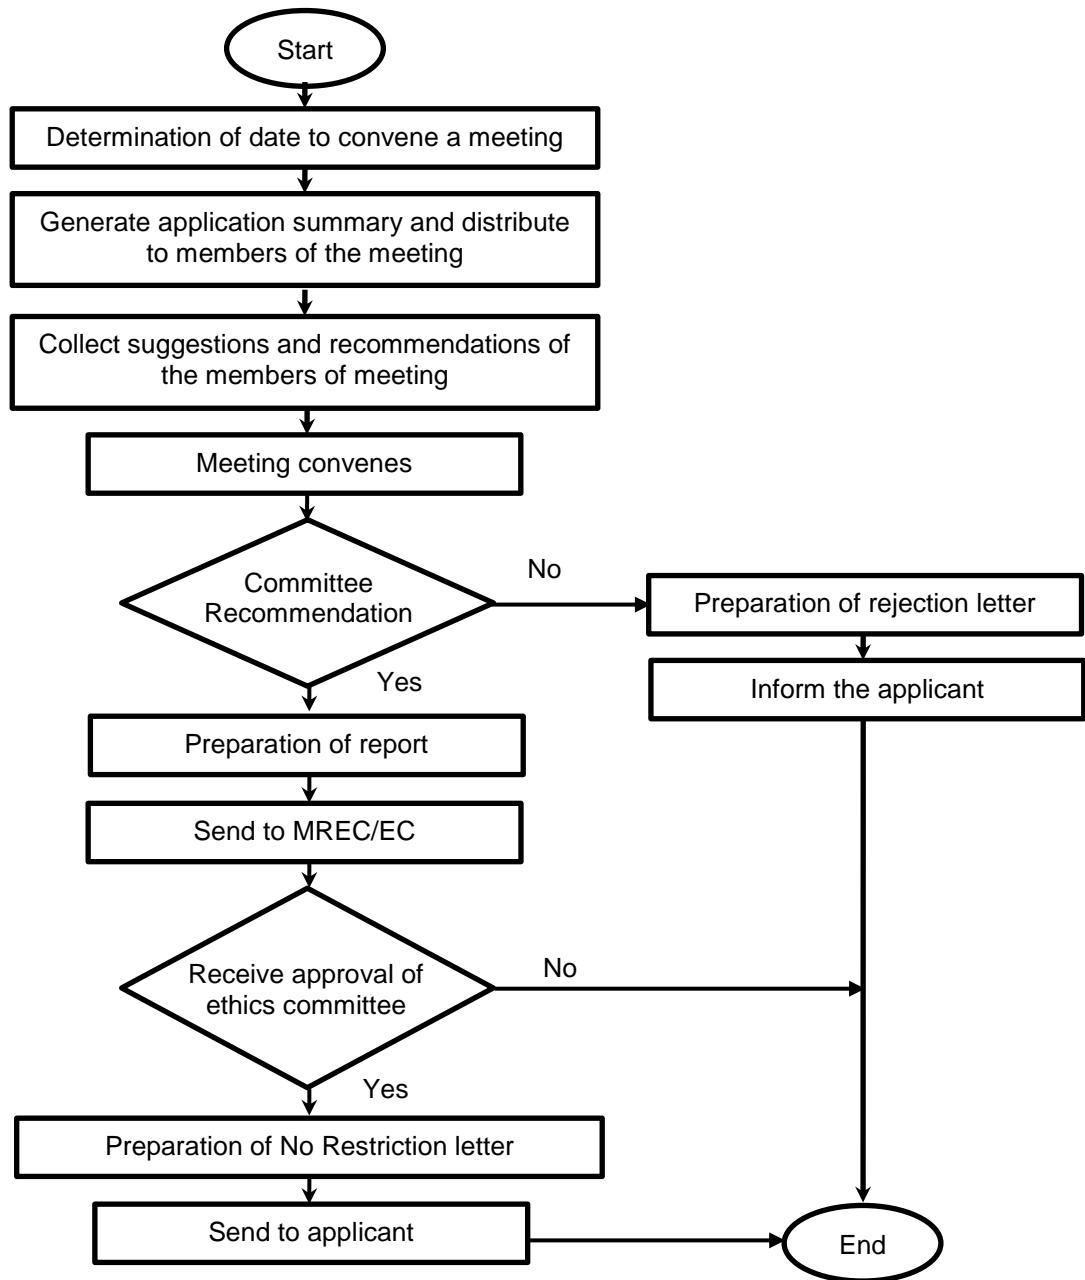 Start
Determination of date to convene a meeting
Generate application summary and distribute
to members of the meeting
Collect suggestions and recommendations of
the members of meeting
Meeting convenes
Committee
Recommendation
No
Preparation of rejection letter
Inform the applicant
Yes
Preparation of report
Send to MREC/EC
Receive approval of
ethics committee
No
Yes
Preparation of No Restriction letter
Send to applicant
End